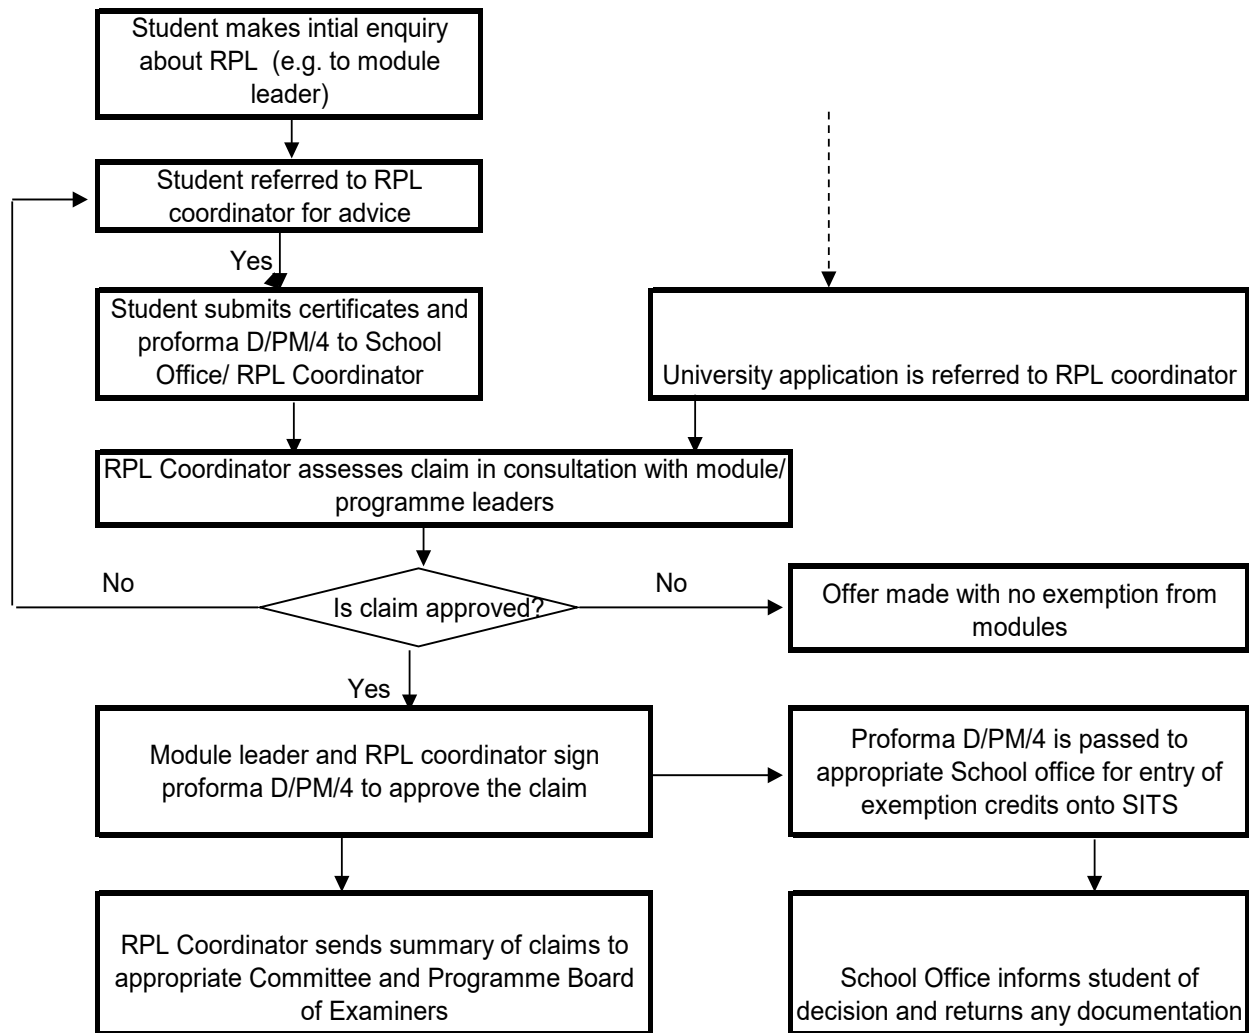 Student makes intial enquiry
about RPL (e.g. to module
leader)
Student referred to RPL
coordinator for advice
Yes
Student submits certificates and
proforma D/PM/4 to School
Office/ RPL Coordinator
University application is referred to RPL coordinator
RPL Coordinator assesses claim in consultation with module/
programme leaders
No
Is claim approved?
No
Offer made with no exemption from
modules
Yes
Module leader and RPL coordinator sign
proforma D/PM/4 to approve the claim
Proforma D/PM/4 is passed to
appropriate School office for entry of
exemption credits onto SITS
RPL Coordinator sends summary of claims to
appropriate Committee and Programme Board
of Examiners
School Office informs student of
decision and returns any documentation